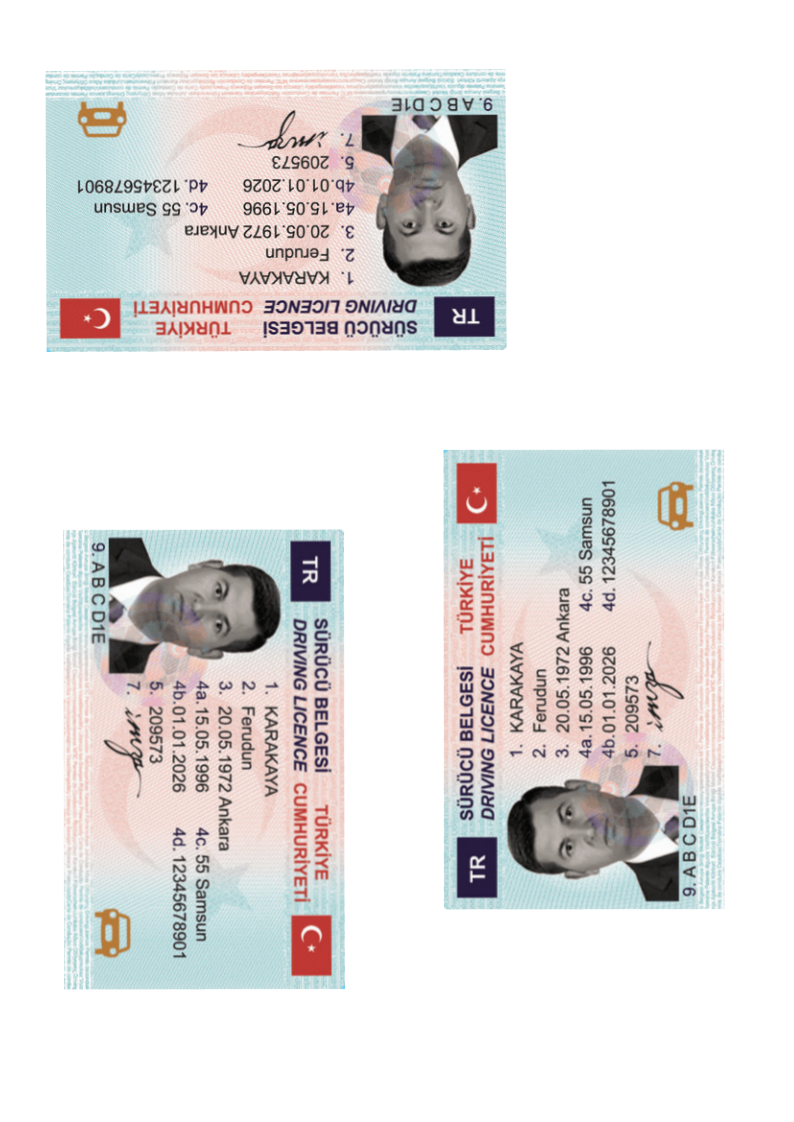 TR
SÜRÜCÜ BELGESİ TÜRKİYE
DRIVING LICENCE CUMHURİYETİ
1. KARAKAYA
2. Ferudun
3. 20.05.1972 Ankara
4a. 15.05.1996 4c. 55 Samsun
4b. 01.01.2026 4d. 12345678901
5. 209573
7. imza
9. A B C D1E
TR
SÜRÜCÜ BELGESİ TÜRKİYE
DRIVING LICENCE CUMHURİYETİ
1. KARAKAYA
2. Ferudun
3. 20.05.1972 Ankara
4a. 15.05.1996 4c. 55 Samsun
4b. 01.01.2026 4d. 12345678901
5. 209573
7. imza
9. A B C D1E
TR
SÜRÜCÜ BELGESİ TÜRKİYE
DRIVING LICENCE CUMHURİYETİ
1. KARAKAYA
2. Ferudun
3. 20.05.1972 Ankara
4a. 15.05.1996 4c. 55 Samsun
4b. 01.01.2026 4d. 12345678901
5. 209573
7. imza
9. A B C D1E